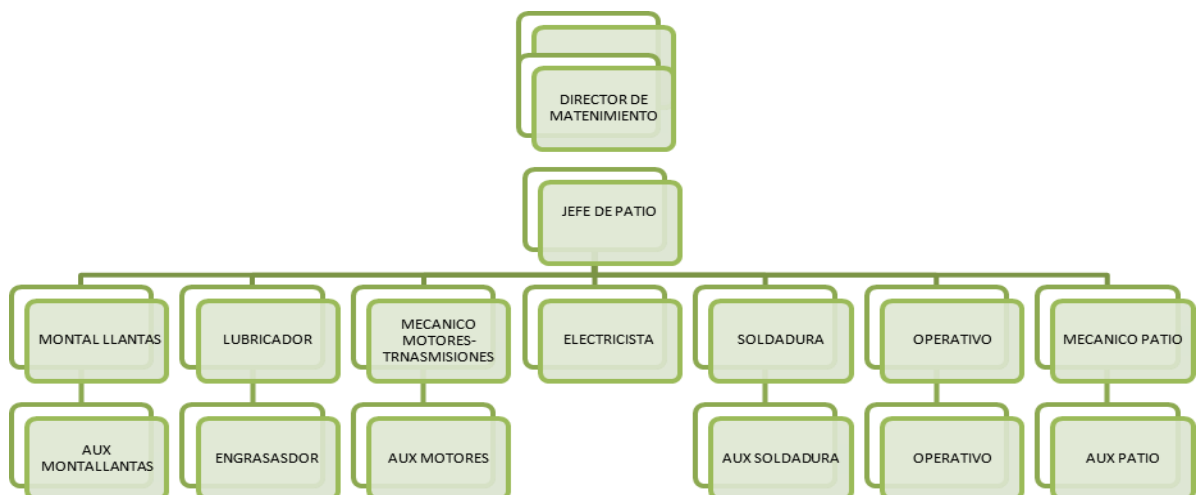 DIRECTOR DE
MATENIMIENTO
JEFE DE PATIO
MONTAL LLANTAS
LUBRICADOR
MECANICO
MOTORES-
TRNASMISIONES
ELECTRICISTA
SOLDADURA
OPERATIVO
MECANICO PATIO
AUX
MONTALLANTAS
ENGRASASDOR
AUX MOTORES
AUX SOLDADURA
OPERATIVO
AUX PATIO